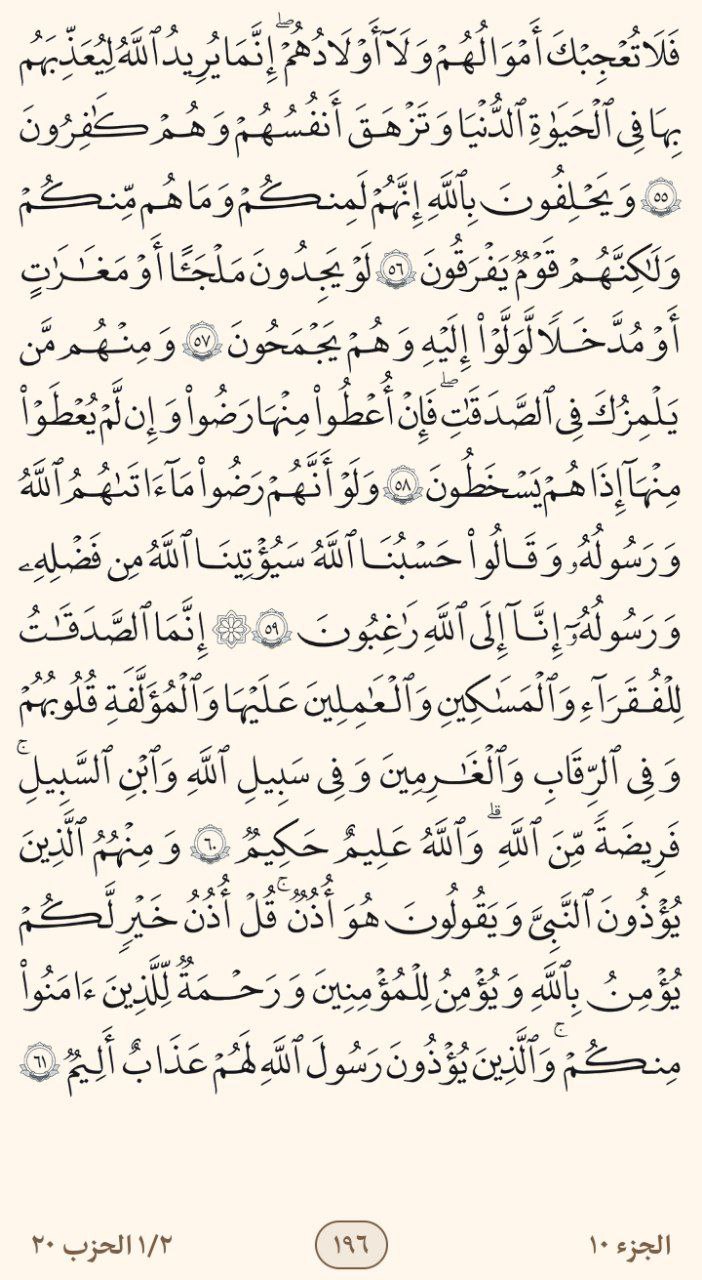 فَلَا تُعۡجِبۡكَ أَمۡوَٰلُهُمۡ وَلَآ أَوۡلَٰدُهُمۡۚ إِنَّمَا يُرِيدُ ٱللَّهُ لِيُعَذِّبَهُم
بِهَا فِي ٱلۡحَيَوٰةِ ٱلدُّنۡيَا وَتَزۡهَقَ أَنفُسُهُمۡ وَهُمۡ كَٰفِرُونَ
٥٥ وَيَحۡلِفُونَ بِٱللَّهِ إِنَّهُمۡ لَمِنكُمۡ وَمَا هُم مِّنكُمۡ
وَلَٰكِنَّهُمۡ قَوۡمٞ يَفۡرَقُونَ ٥٦ لَوۡ يَجِدُونَ مَلۡجَـًٔا أَوۡ مَغَٰرَٰتٍ
أَوۡ مُدَّخَلٗا لَّوَلَّوۡاْ إِلَيۡهِ وَهُمۡ يَجۡمَحُونَ ٥٧ وَمِنۡهُم مَّن
يَلۡمِزُكَ فِي ٱلصَّدَقَٰتِۖ فَإِنۡ أُعۡطُواْ مِنۡهَا رَضُواْ وَإِن لَّمۡ يُعۡطَوۡاْ
مِنۡهَآ إِذَا هُمۡ يَسۡخَطُونَ ٥٨ وَلَوۡ أَنَّهُمۡ رَضُواْ مَآ ءَاتَىٰهُمُ ٱللَّهُ
وَرَسُولُهُۥ وَقَالُواْ حَسۡبُنَا ٱللَّهُ سَيُؤۡتِينَا ٱللَّهُ مِن فَضۡلِهِۦ
وَرَسُولُهُۥٓ إِنَّآ إِلَى ٱللَّهِ رَٰغِبُونَ ٥٩ ۞ إِنَّمَا ٱلصَّدَقَٰتُ
لِلۡفُقَرَآءِ وَٱلۡمَسَٰكِينِ وَٱلۡعَٰمِلِينَ عَلَيۡهَا وَٱلۡمُؤَلَّفَةِ قُلُوبُهُمۡ
وَفِي ٱلرِّقَابِ وَٱلۡغَٰرِمِينَ وَفِي سَبِيلِ ٱللَّهِ وَٱبۡنِ ٱلسَّبِيلِۚ
فَرِيضَةٗ مِّنَ ٱللَّهِۗ وَٱللَّهُ عَلِيمٌ حَكِيمٞ ٦٠ وَمِنۡهُمُ ٱلَّذِينَ
يُؤۡذُونَ ٱلنَّبِيَّ وَيَقُولُونَ هُوَ أُذُنٞۚ قُلۡ أُذُنُ خَيۡرٖ لَّكُمۡ
يُؤۡمِنُ بِٱللَّهِ وَيُؤۡمِنُ لِلۡمُؤۡمِنِينَ وَرَحۡمَةٞ لِّلَّذِينَ ءَامَنُواْ
مِنكُمۡۚ وَٱلَّذِينَ يُؤۡذُونَ رَسُولَ ٱللَّهِ لَهُمۡ عَذَابٌ أَلِيمٞ ٦١
الجزء ١٠ ١٩٦ ١/٢ الحزب ٢٠